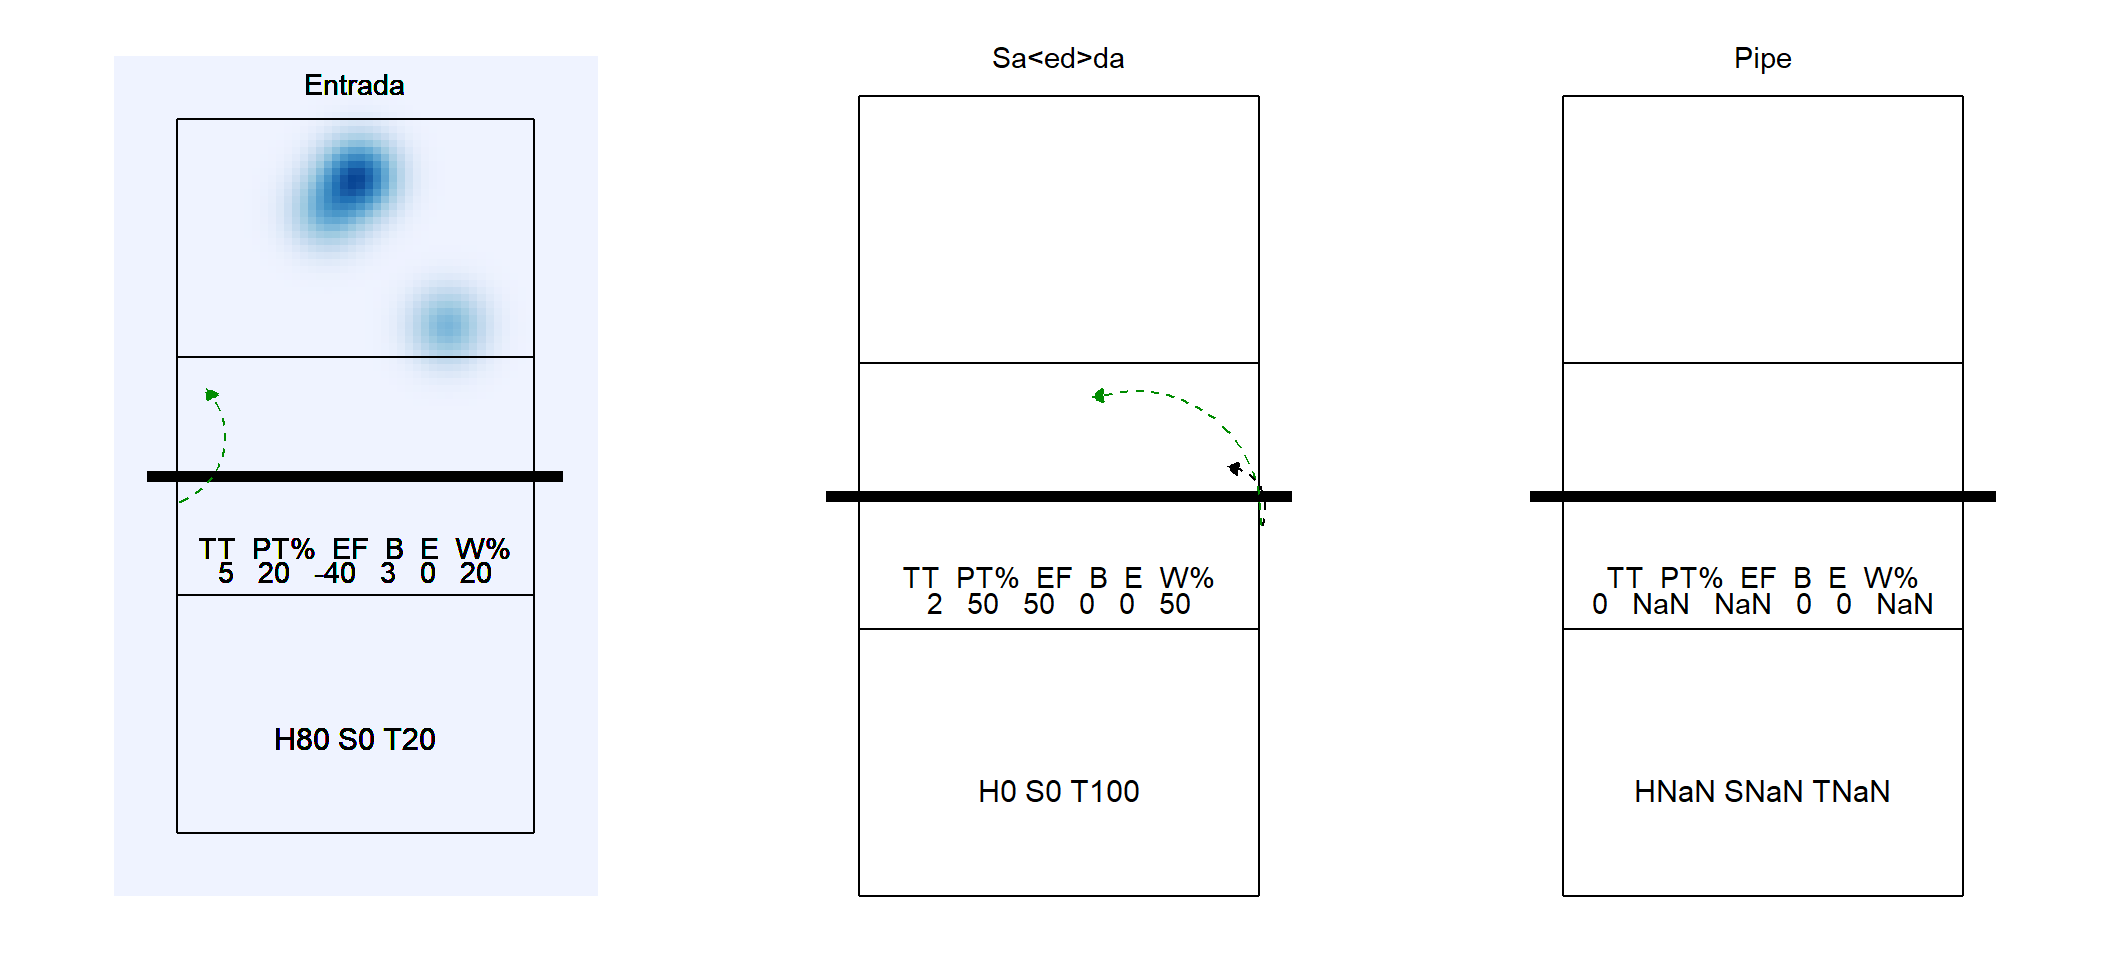 Entrada
TT PT% EF B E W%
5 20 -40 3 0 20
H80 S0 T20
Sa<ed>da
TT PT% EF B E W%
2 50 50 0 0 50
H0 S0 T100
Pipe
TT PT% EF B E W%
0 NaN NaN 0 0 NaN
HNaN SNaN TNaN